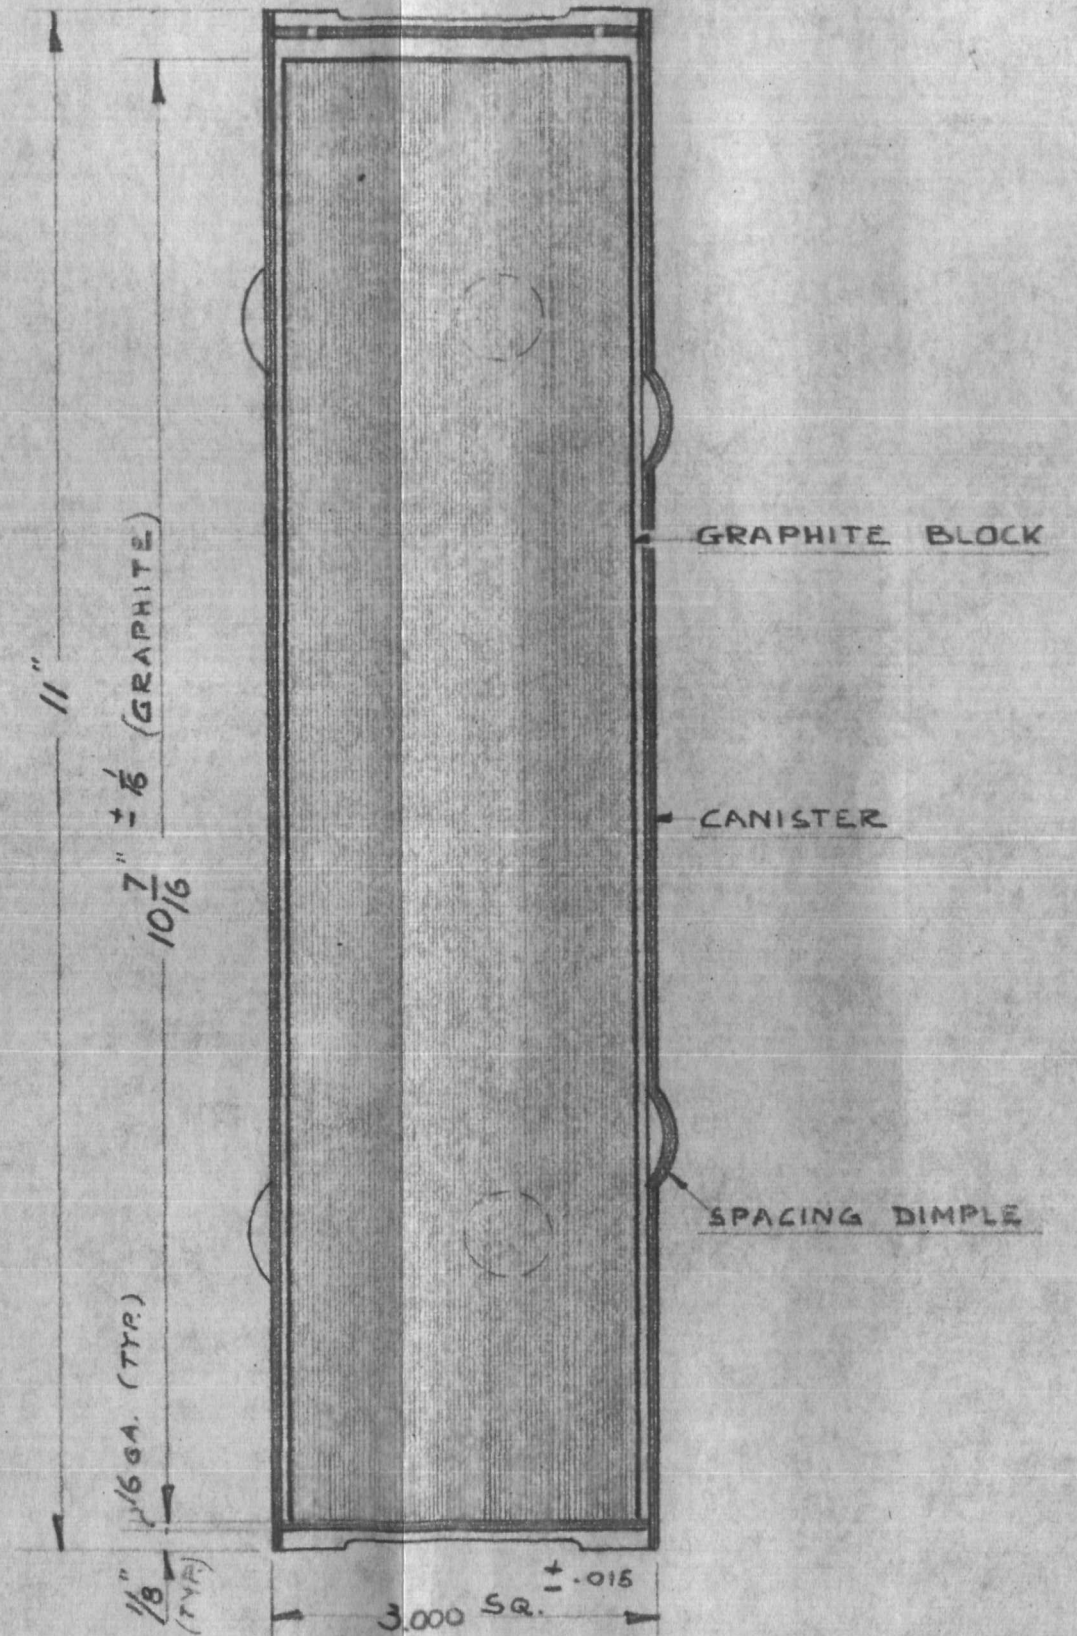 11"
10 7/16" ± 1/16 (GRAPHITE)
GRAPHITE BLOCK
CANISTER
SPACING DIMPLE
16 GA. (TYP.)
1/8"
(TYP.)
3.000 SQ. ± .015